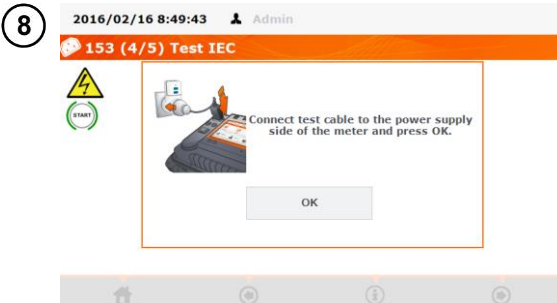 8
2016/02/16 8:49:43 Admin
153 (4/5) Test IEC
START
Connect test cable to the power supply
side of the meter and press OK.
OK